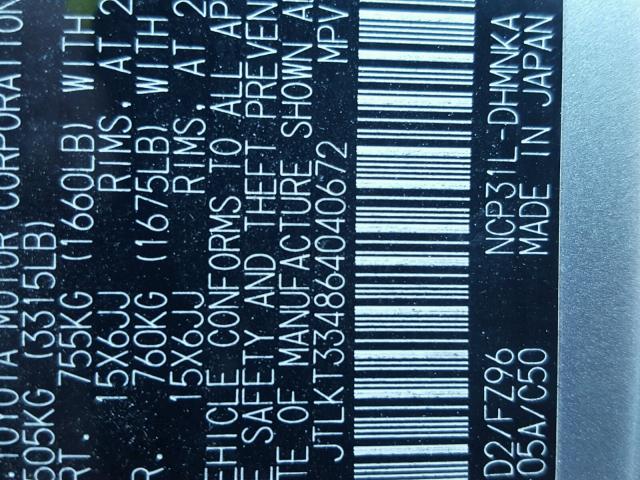 TOYOTA MOTOR CORPORATION
505KG (3315LB)
RT. 755KG (1660LB) WITH
15X6JJ RIMS, AT 2
RR. 760KG (1675LB) WITH
15X6JJ RIMS, AT 2
EHICLE CONFORMS TO ALL AP
E SAFETY AND THEFT PREVEN
TE OF MANUFACTURE SHOWN A
JTLKT334864040672 MPV
D2/FZ96 NCP31L-DHMNKA
05A/C50 MADE IN JAPAN